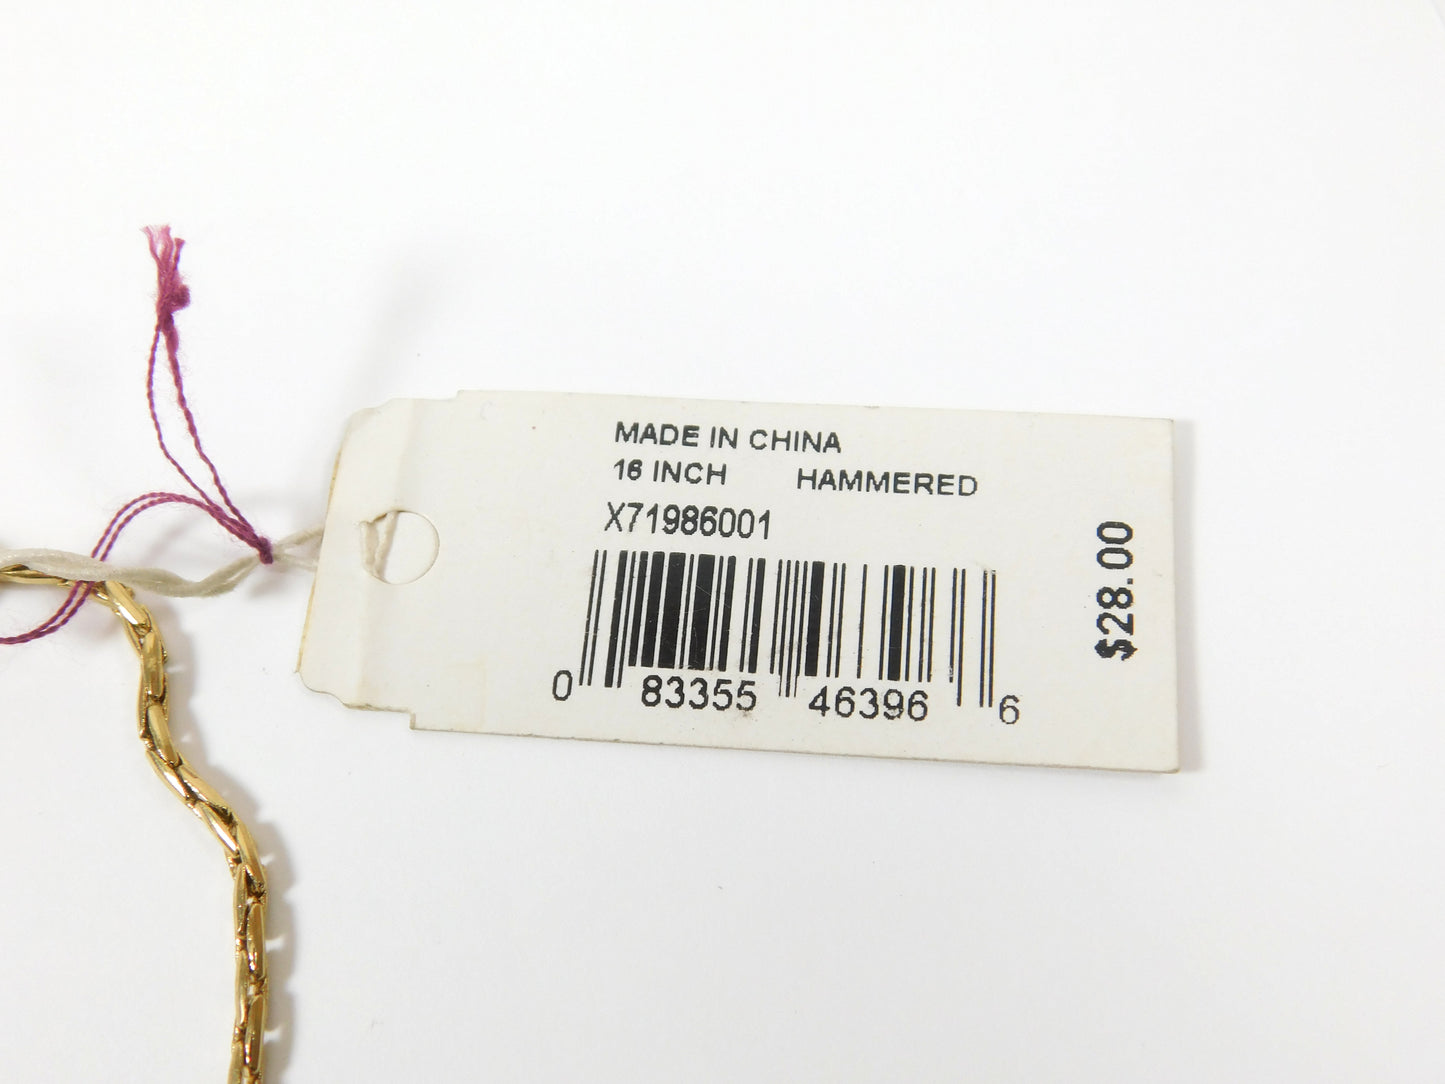 MADE IN CHINA
16 INCH HAMMERED
X71986001
0 83355 46396 6
$28.00